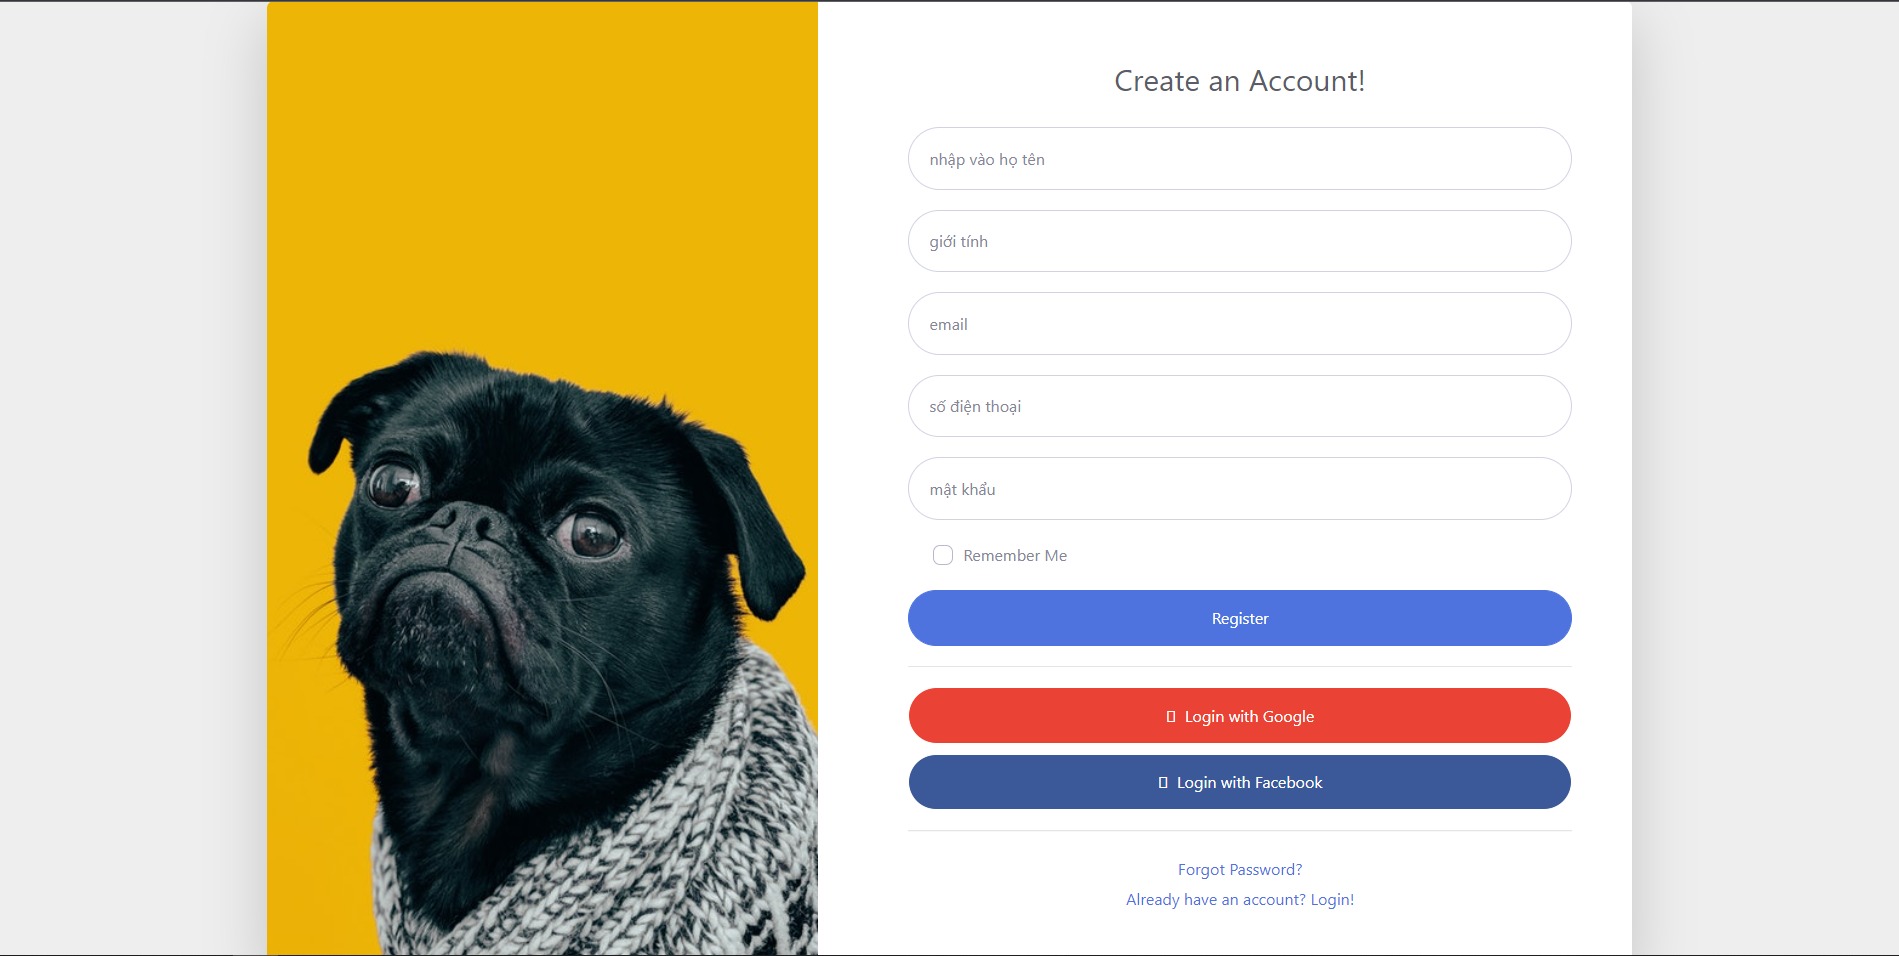 Create an Account!
nhập vào họ tên
giới tính
email
số điện thoại
mật khẩu
Remember Me
Register
Login with Google
Login with Facebook
Forgot Password?
Already have an account? Login!